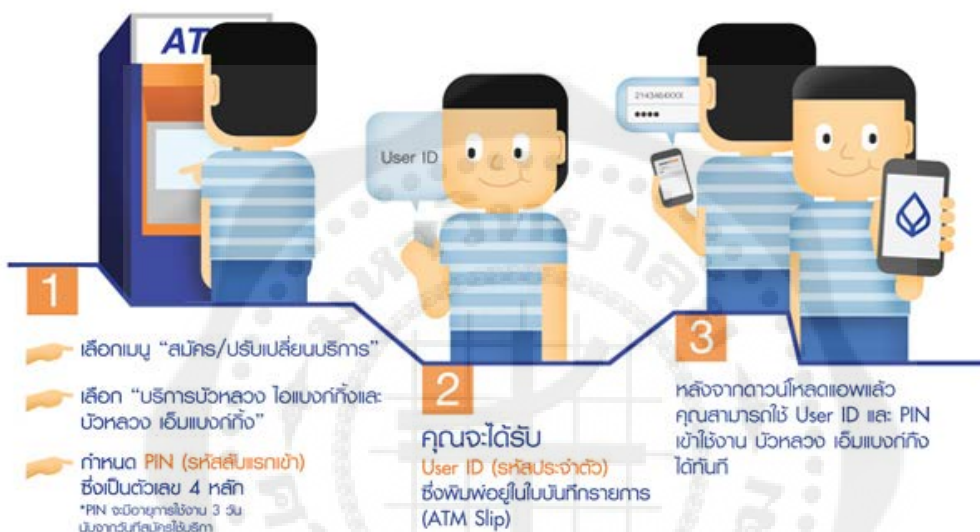 AT
User ID
2143464XXX
1
เลือกเมนู “สมัคร/ปรับเปลี่ยนบริการ”
เลือก “บริการบัวหลวง ไอแบงก์กิ้งและ
บัวหลวง เอ็มแบงก์กิ้ง”
กำหนด PIN (รหัสลับแรกเข้า)
ซึ่งเป็นตัวเลข 4 หลัก
*PIN จะมีอายุการใช้งาน 3 วัน
นับจากวันที่สมัครใช้บริกา
2
คุณจะได้รับ
User ID (รหัสประจำตัว)
ซึ่งพิมพ์อยู่ในใบบันทึกรายการ
(ATM Slip)
3
หลังจากดาวน์โหลดแอพแล้ว
คุณสามารถใช้ User ID และ PIN
เข้าใช้งาน บัวหลวง เอ็มแบงก์กิ้ง
ได้ทันที